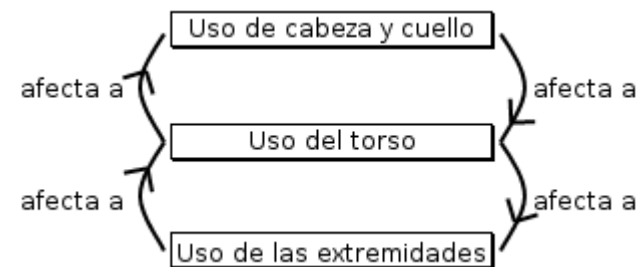 Uso de cabeza y cuello
afecta a
afecta a
Uso del torso
afecta a
afecta a
Uso de las extremidades